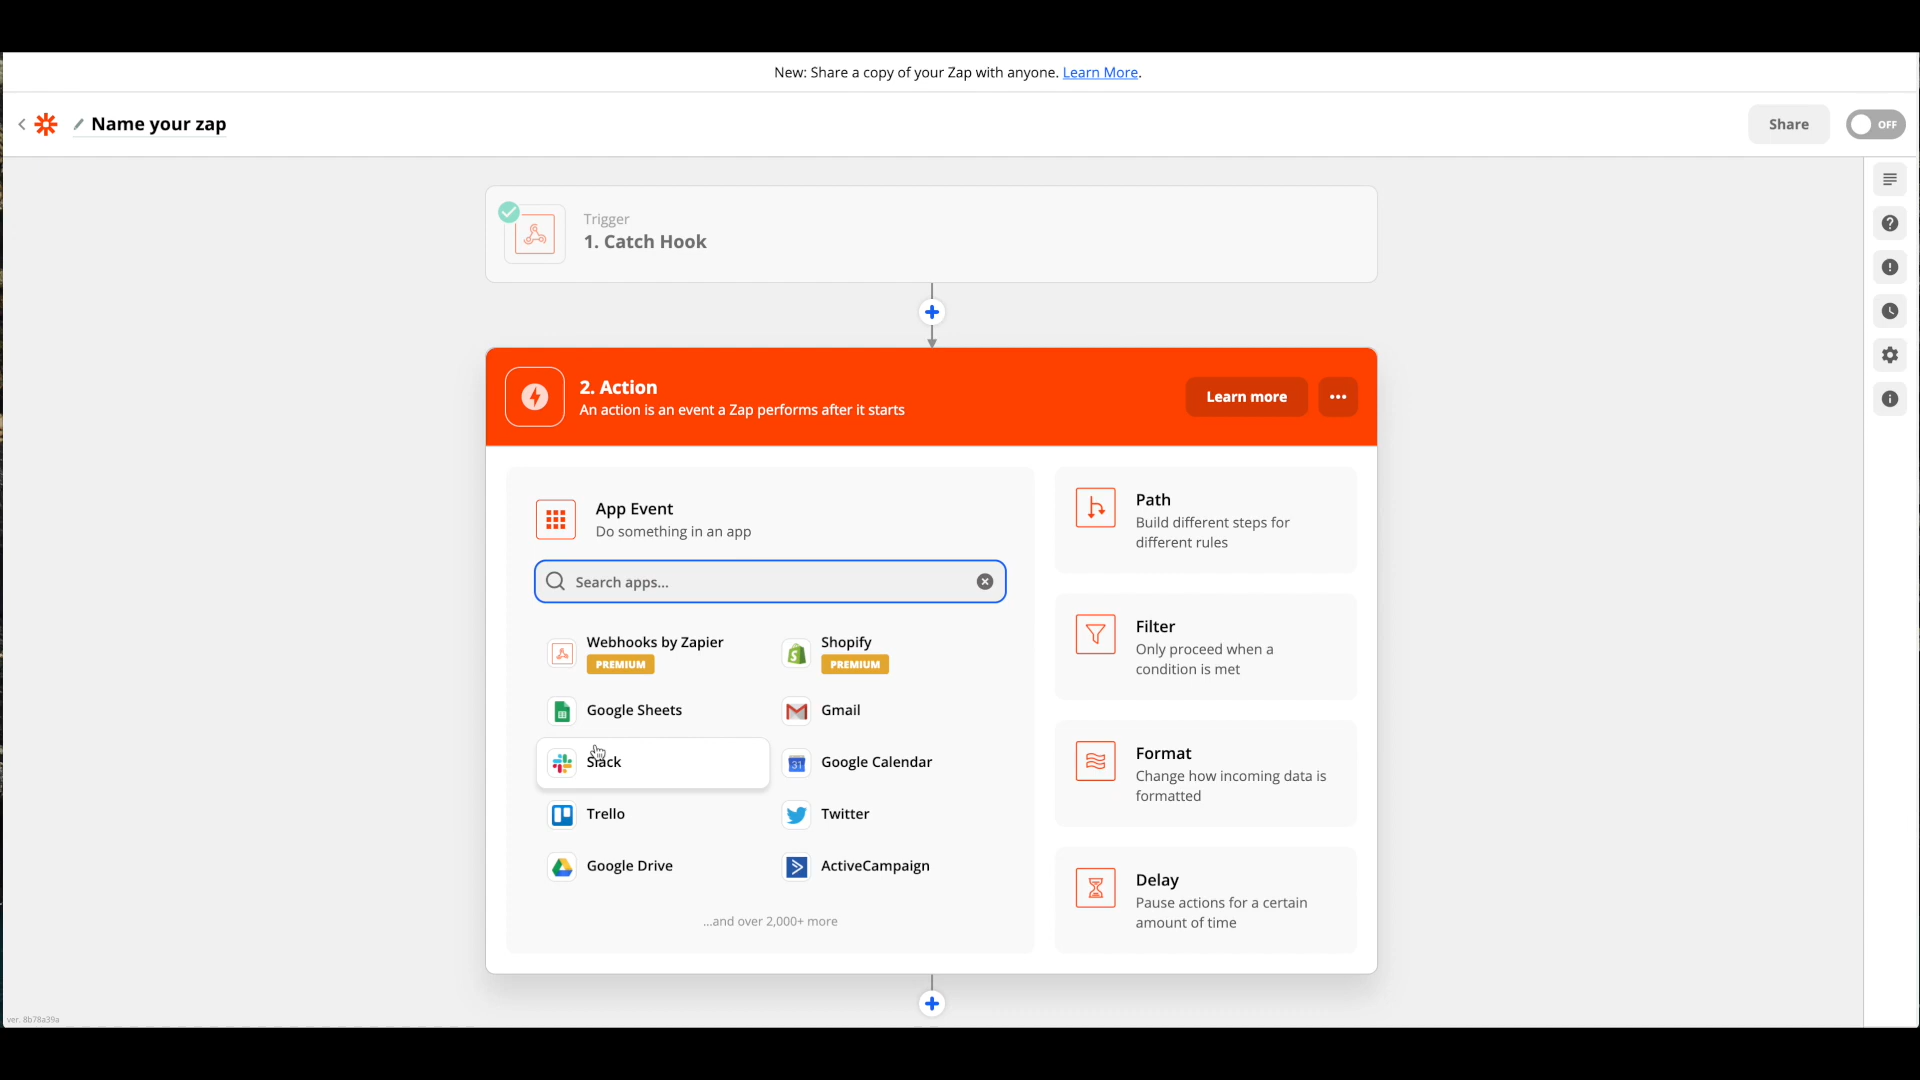 New: Share a copy of your Zap with anyone. Learn More.
Name your zap
Share
OFF
Trigger
1. Catch Hook
2. Action
An action is an event a Zap performs after it starts
Learn more
App Event
Do something in an app
Search apps...
Webhooks by Zapier
PREMIUM
Shopify
PREMIUM
Google Sheets
Gmail
Slack
31
Google Calendar
Trello
Twitter
Google Drive
ActiveCampaign
...and over 2,000+ more
Path
Build different steps for
different rules
Filter
Only proceed when a
condition is met
Format
Change how incoming data is
formatted
Delay
Pause actions for a certain
amount of time
ver. 8b78a39a